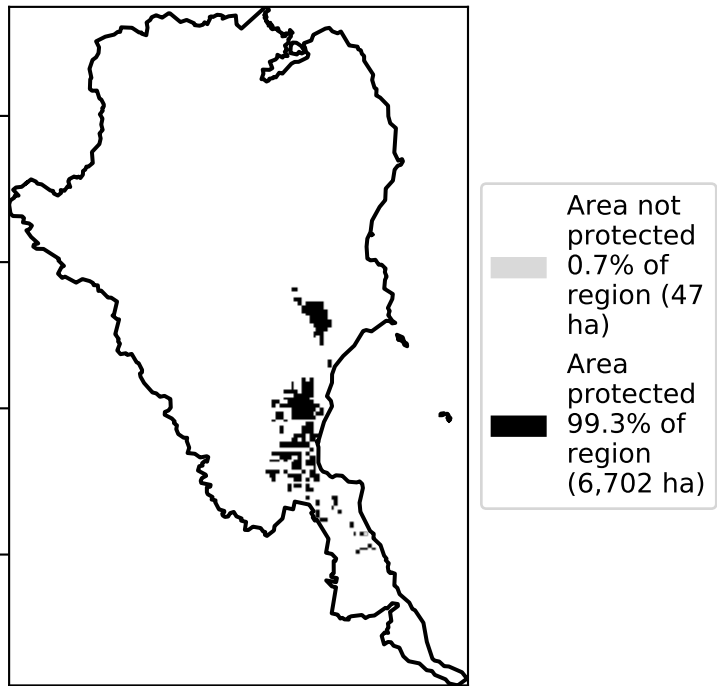 Area not
protected
0.7% of
region (47
ha)
Area
protected
99.3% of
region
(6,702 ha)